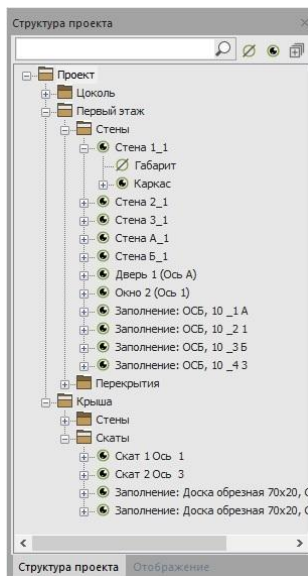 Структура проекта
Проект
Цоколь
Первый этаж
Стены
Стена 1_1
Габарит
Каркас
Стена 2_1
Стена 3_1
Стена А_1
Стена Б_1
Дверь 1 (Ось А)
Окно 2 (Ось 1)
Заполнение: ОСБ, 10 _1 А
Заполнение: ОСБ, 10 _2 1
Заполнение: ОСБ, 10 _3 Б
Заполнение: ОСБ, 10 _4 3
Перекрытия
Крыша
Стены
Скаты
Скат 1 Ось 1
Скат 2 Ось 3
Заполнение: Доска обрезная 70x20, С
Заполнение: Доска обрезная 70x20, С
Структура проекта Отображение